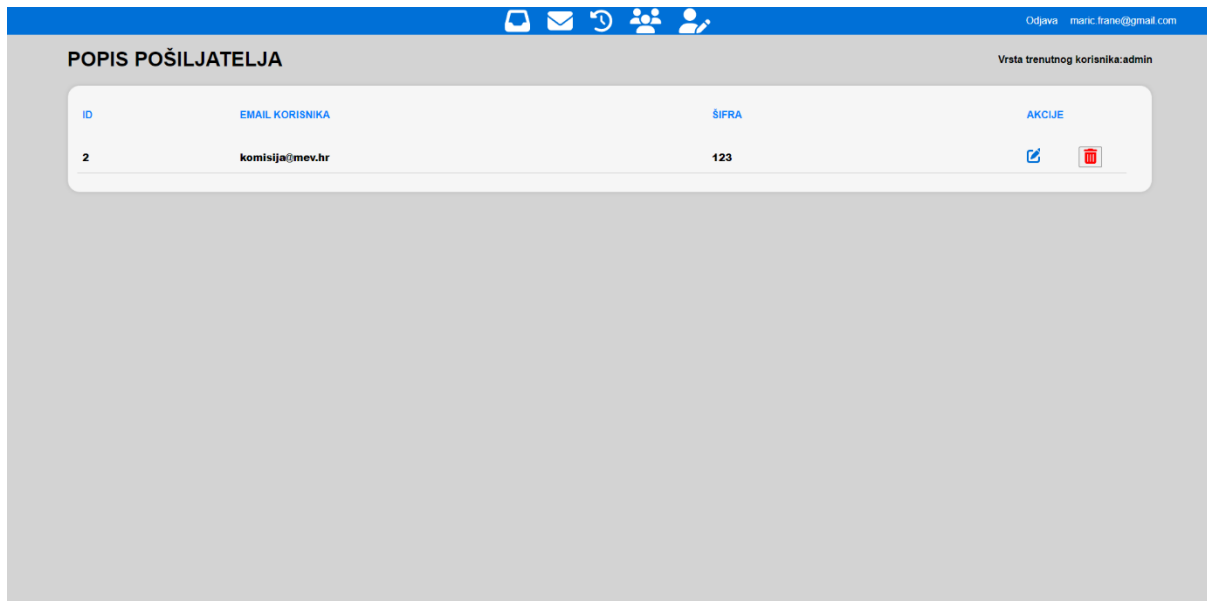 Odjava maric.frane@gmail.com
POPIS POŠILJATELJA
Vrsta trenutnog korisnika:admin
ID EMAIL KORISNIKA ŠIFRA AKCIJE
2 komisija@mev.hr 123